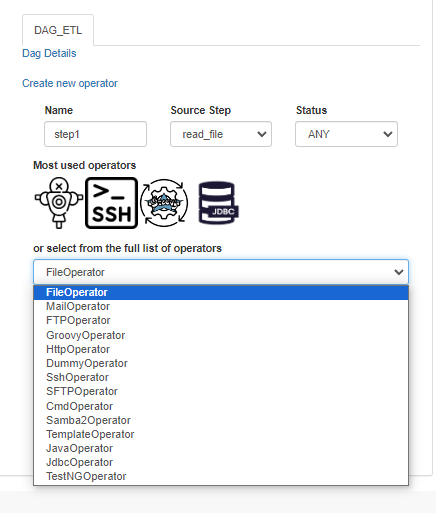 DAG_ETL
Dag Details
Create new operator
Name Source Step Status
step1 read_file ANY
Most used operators
>_ SSH JDBC
or select from the full list of operators
FileOperator
FileOperator
MailOperator
FTPOperator
GroovyOperator
HttpOperator
DummyOperator
SshOperator
SFTPOperator
CmdOperator
Samba2Operator
TemplateOperator
JavaOperator
JdbcOperator
TestNGOperator